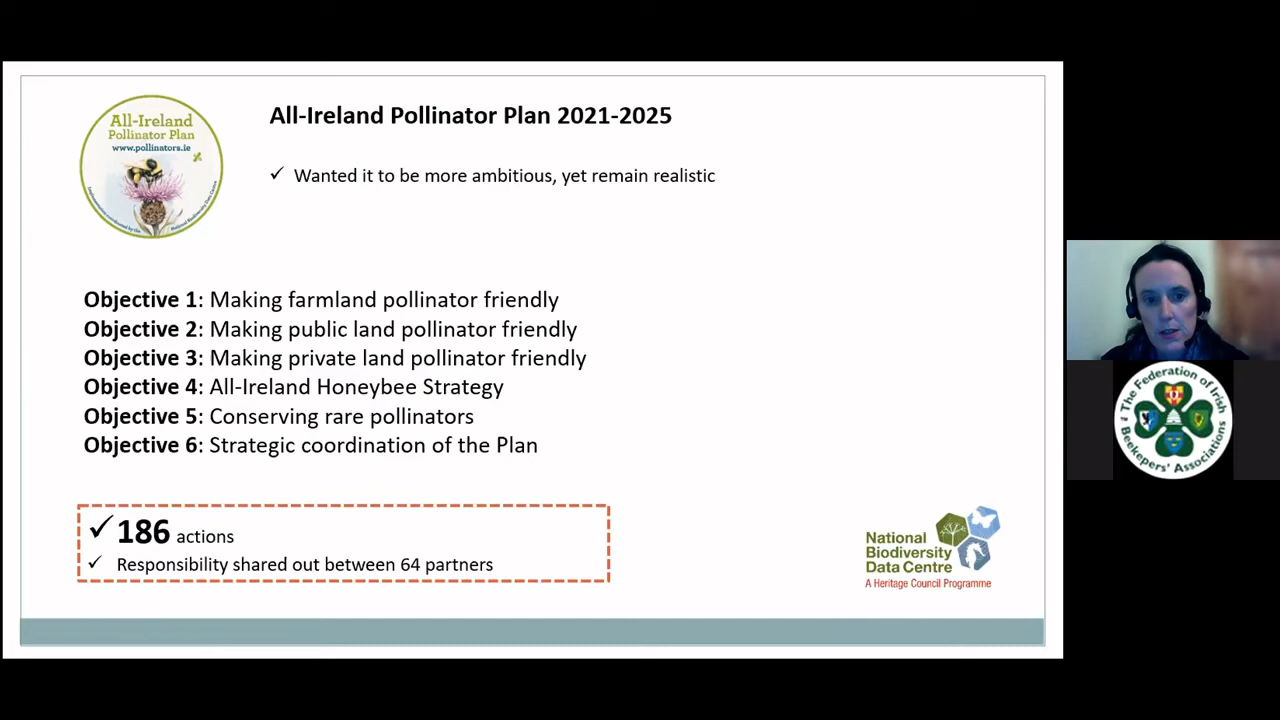 All-Ireland
Pollinator Plan
www.pollinators.ie
All-Ireland Pollinator Plan 2021-2025
✓ Wanted it to be more ambitious, yet remain realistic
Objective 1: Making farmland pollinator friendly
Objective 2: Making public land pollinator friendly
Objective 3: Making private land pollinator friendly
Objective 4: All-Ireland Honeybee Strategy
Objective 5: Conserving rare pollinators
Objective 6: Strategic coordination of the Plan
✓ 186 actions
✓ Responsibility shared out between 64 partners
National
Biodiversity
Data Centre
A Heritage Council Programme
The Federation of Irish
Beekepers' Associations